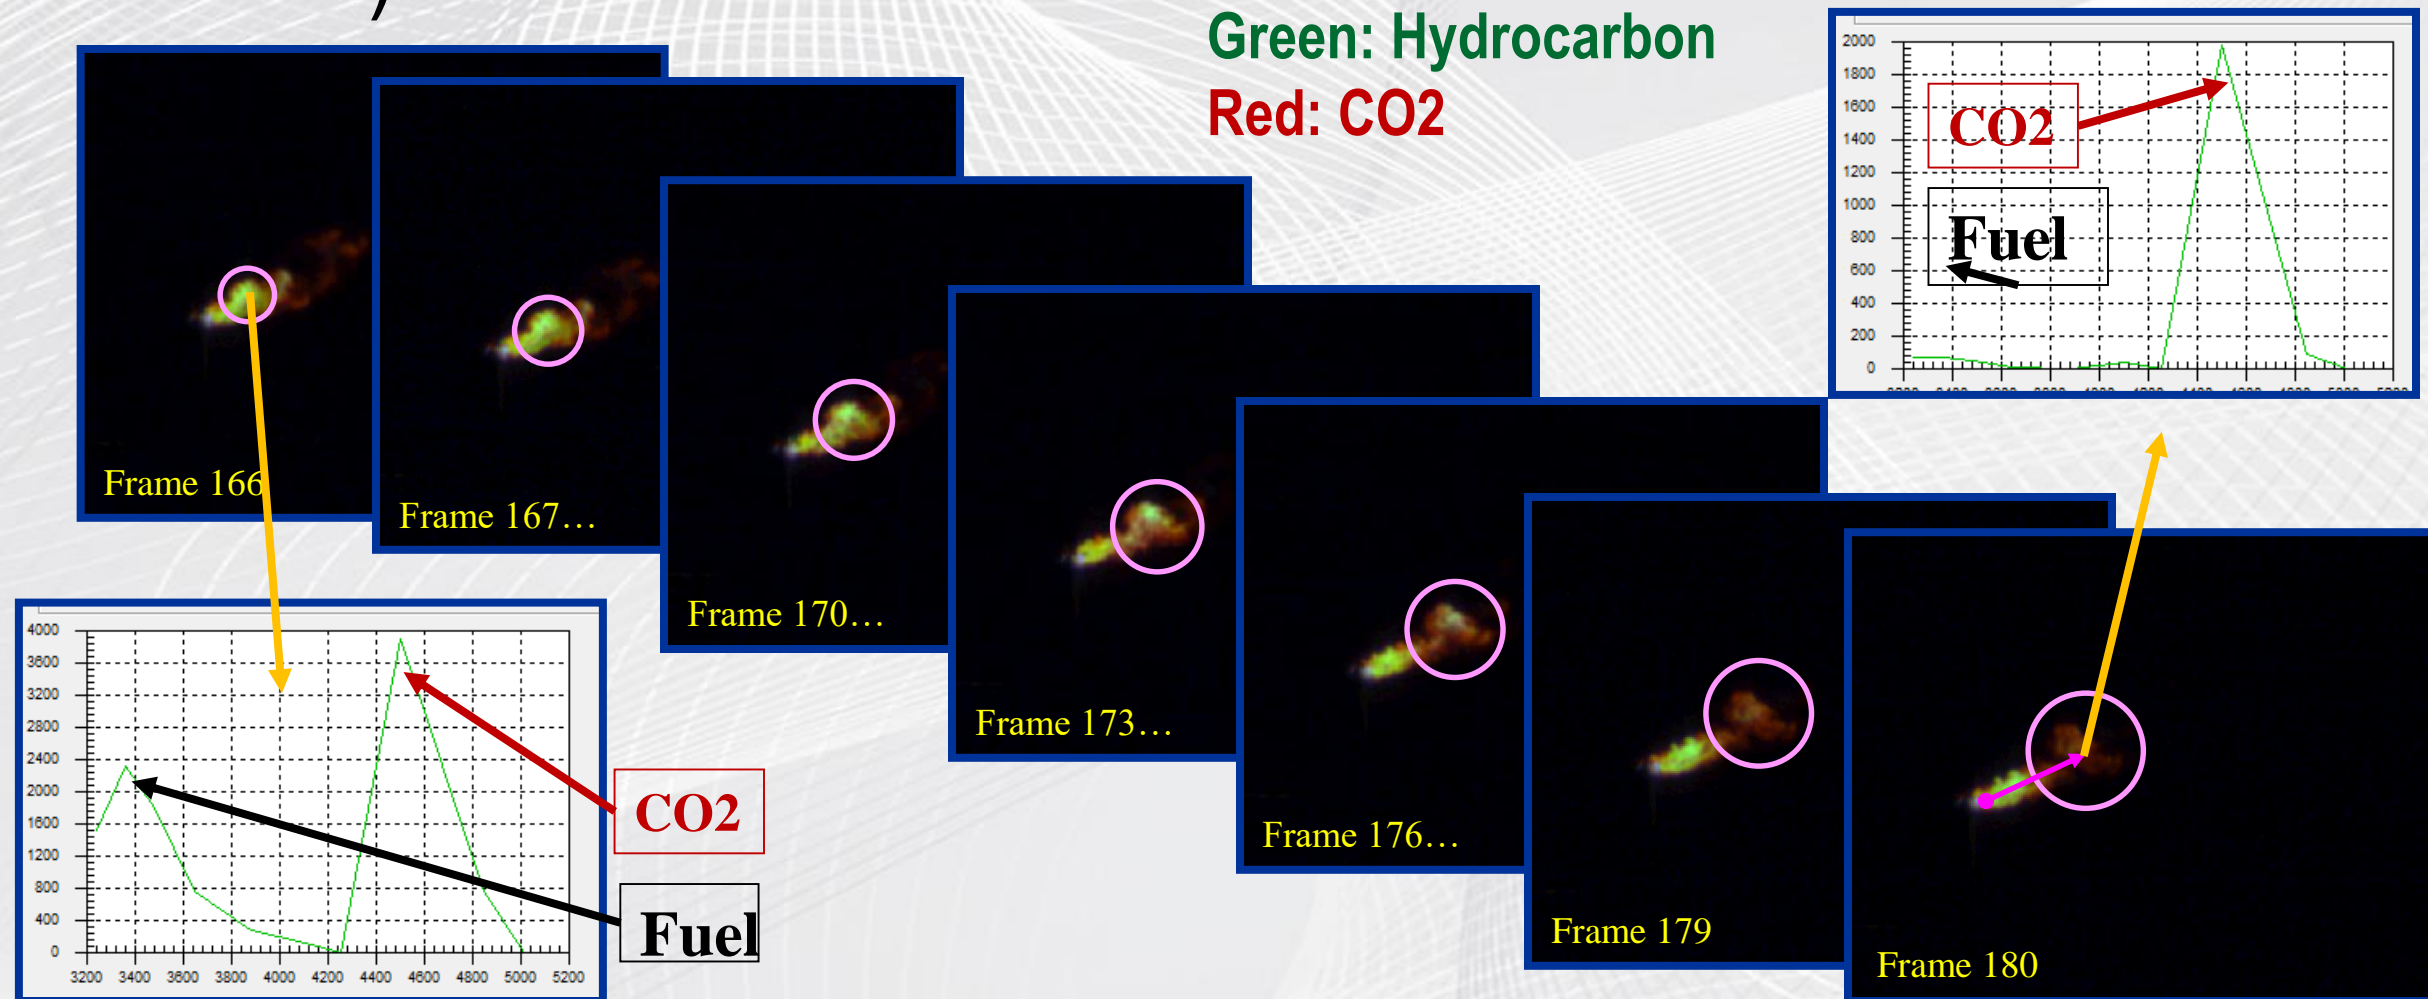 )
Green: Hydrocarbon
Red: CO2
2000
1800
1600
1400
1200
1000
800
600
400
200
0
CO2
Fuel
Frame 166
Frame 167…
Frame 170…
Frame 173…
Frame 176…
Frame 179
Frame 180
4000
3600
3200
2800
2400
2000
1600
1200
800
400
0
3200 3400 3600 3800 4000 4200 4400 4600 4800 5000 5200
CO2
Fuel